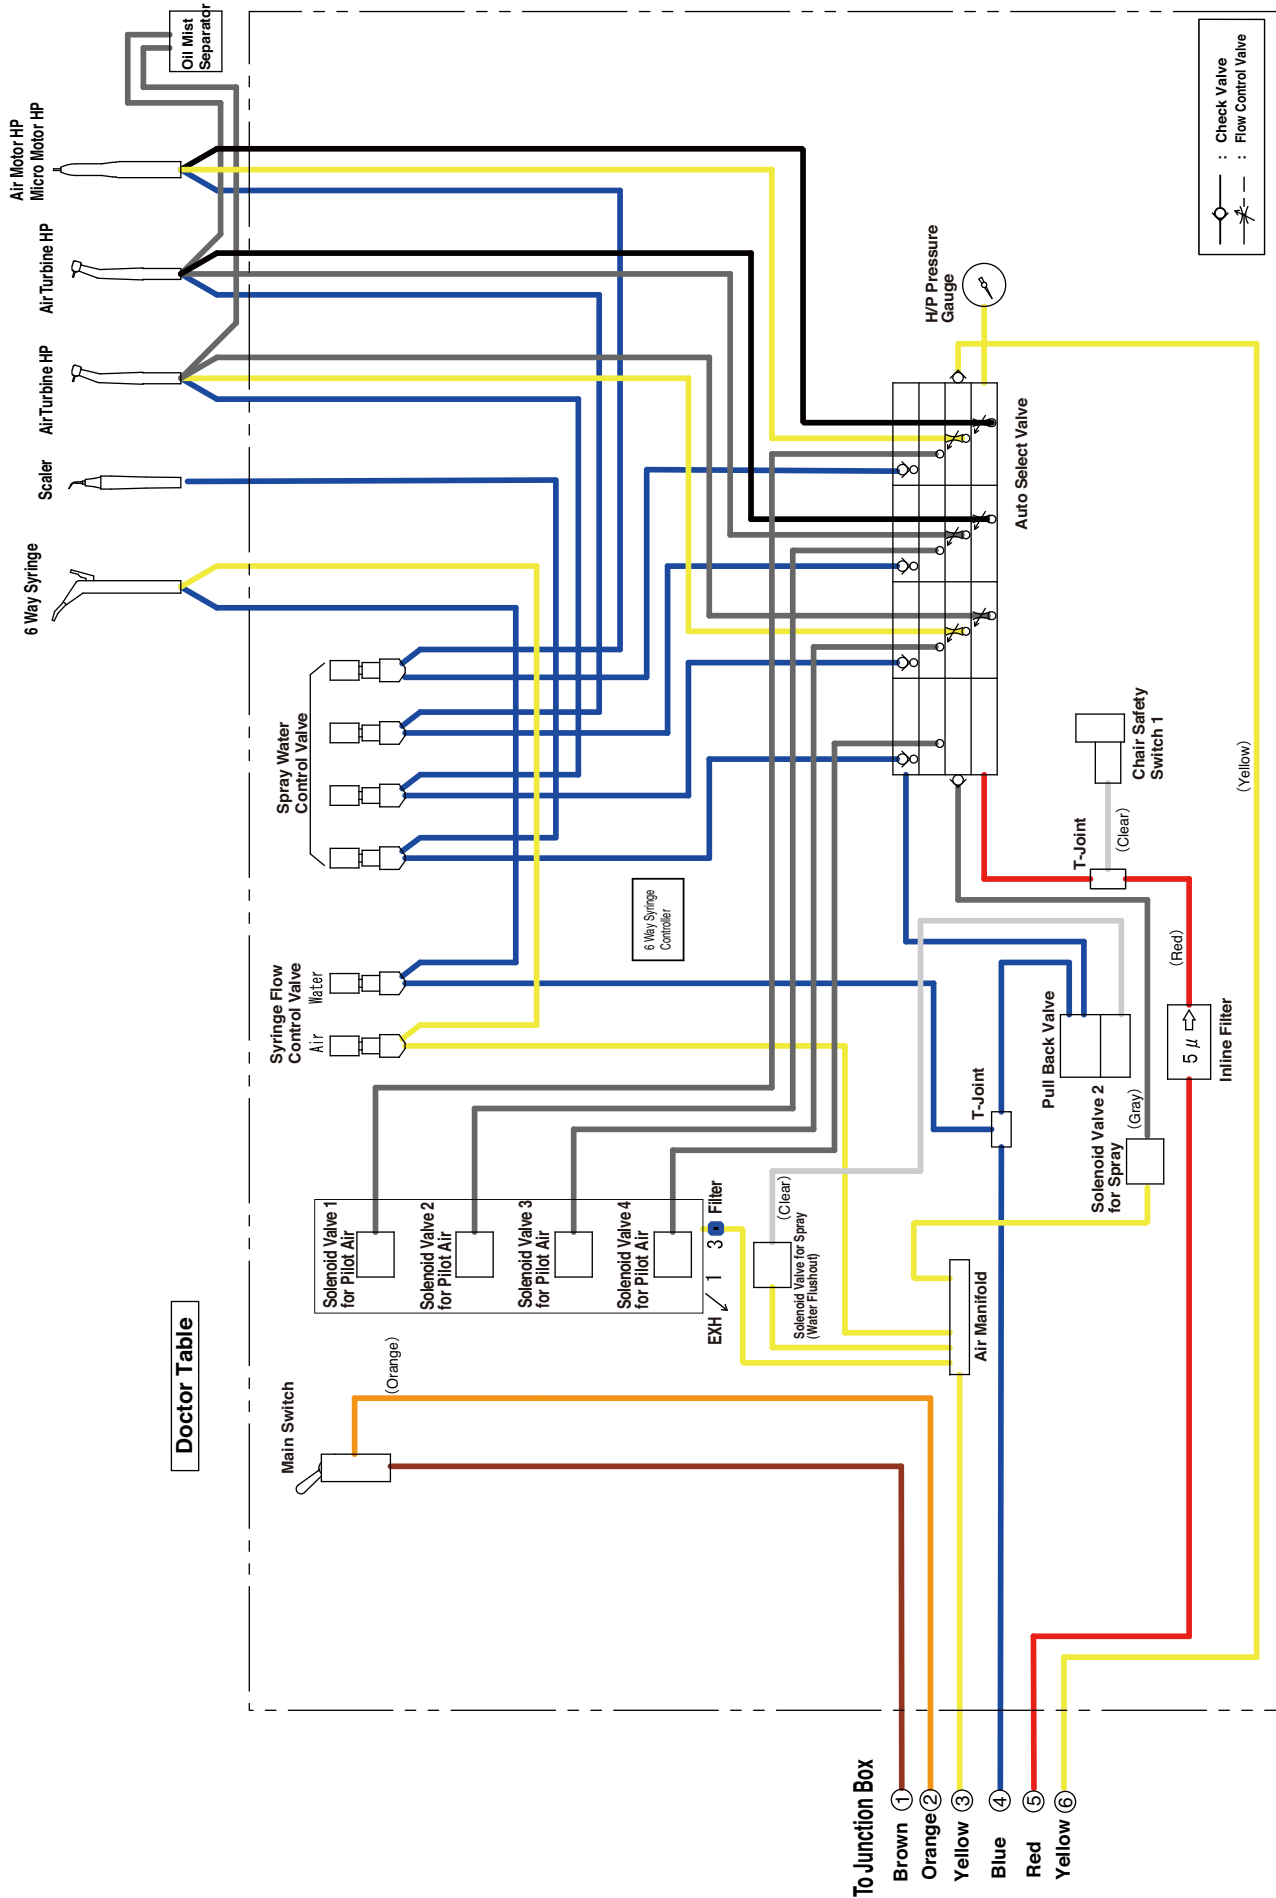 Doctor Table
Air Motor HP
Micro Motor HP
Oil Mist
Separator
Air Turbine HP
Air Turbine HP
Scaler
6 Way Syringe
Spray Water
Control Valve
Syringe Flow
Control Valve
Water
Air
Main Switch
(Orange)
Solenoid Valve 1
for Pilot Air
Solenoid Valve 2
for Pilot Air
Solenoid Valve 3
for Pilot Air
Solenoid Valve 4
for Pilot Air
EXH
1
3
Filter
6 Way Syringe
Controller
Solenoid Valve for Spray
(Water Flushout)
(Clear)
Air Manifold
T-Joint
Pull Back Valve
Solenoid Valve 2
for Spray
(Gray)
5 μ
Inline Filter
(Red)
T-Joint
(Clear)
Chair Safety
Switch 1
Auto Select Valve
H/P Pressure
Gauge
(Yellow)
: Check Valve
: Flow Control Valve
To Junction Box
Brown ①
Orange ②
Yellow ③
Blue ④
Red ⑤
Yellow ⑥